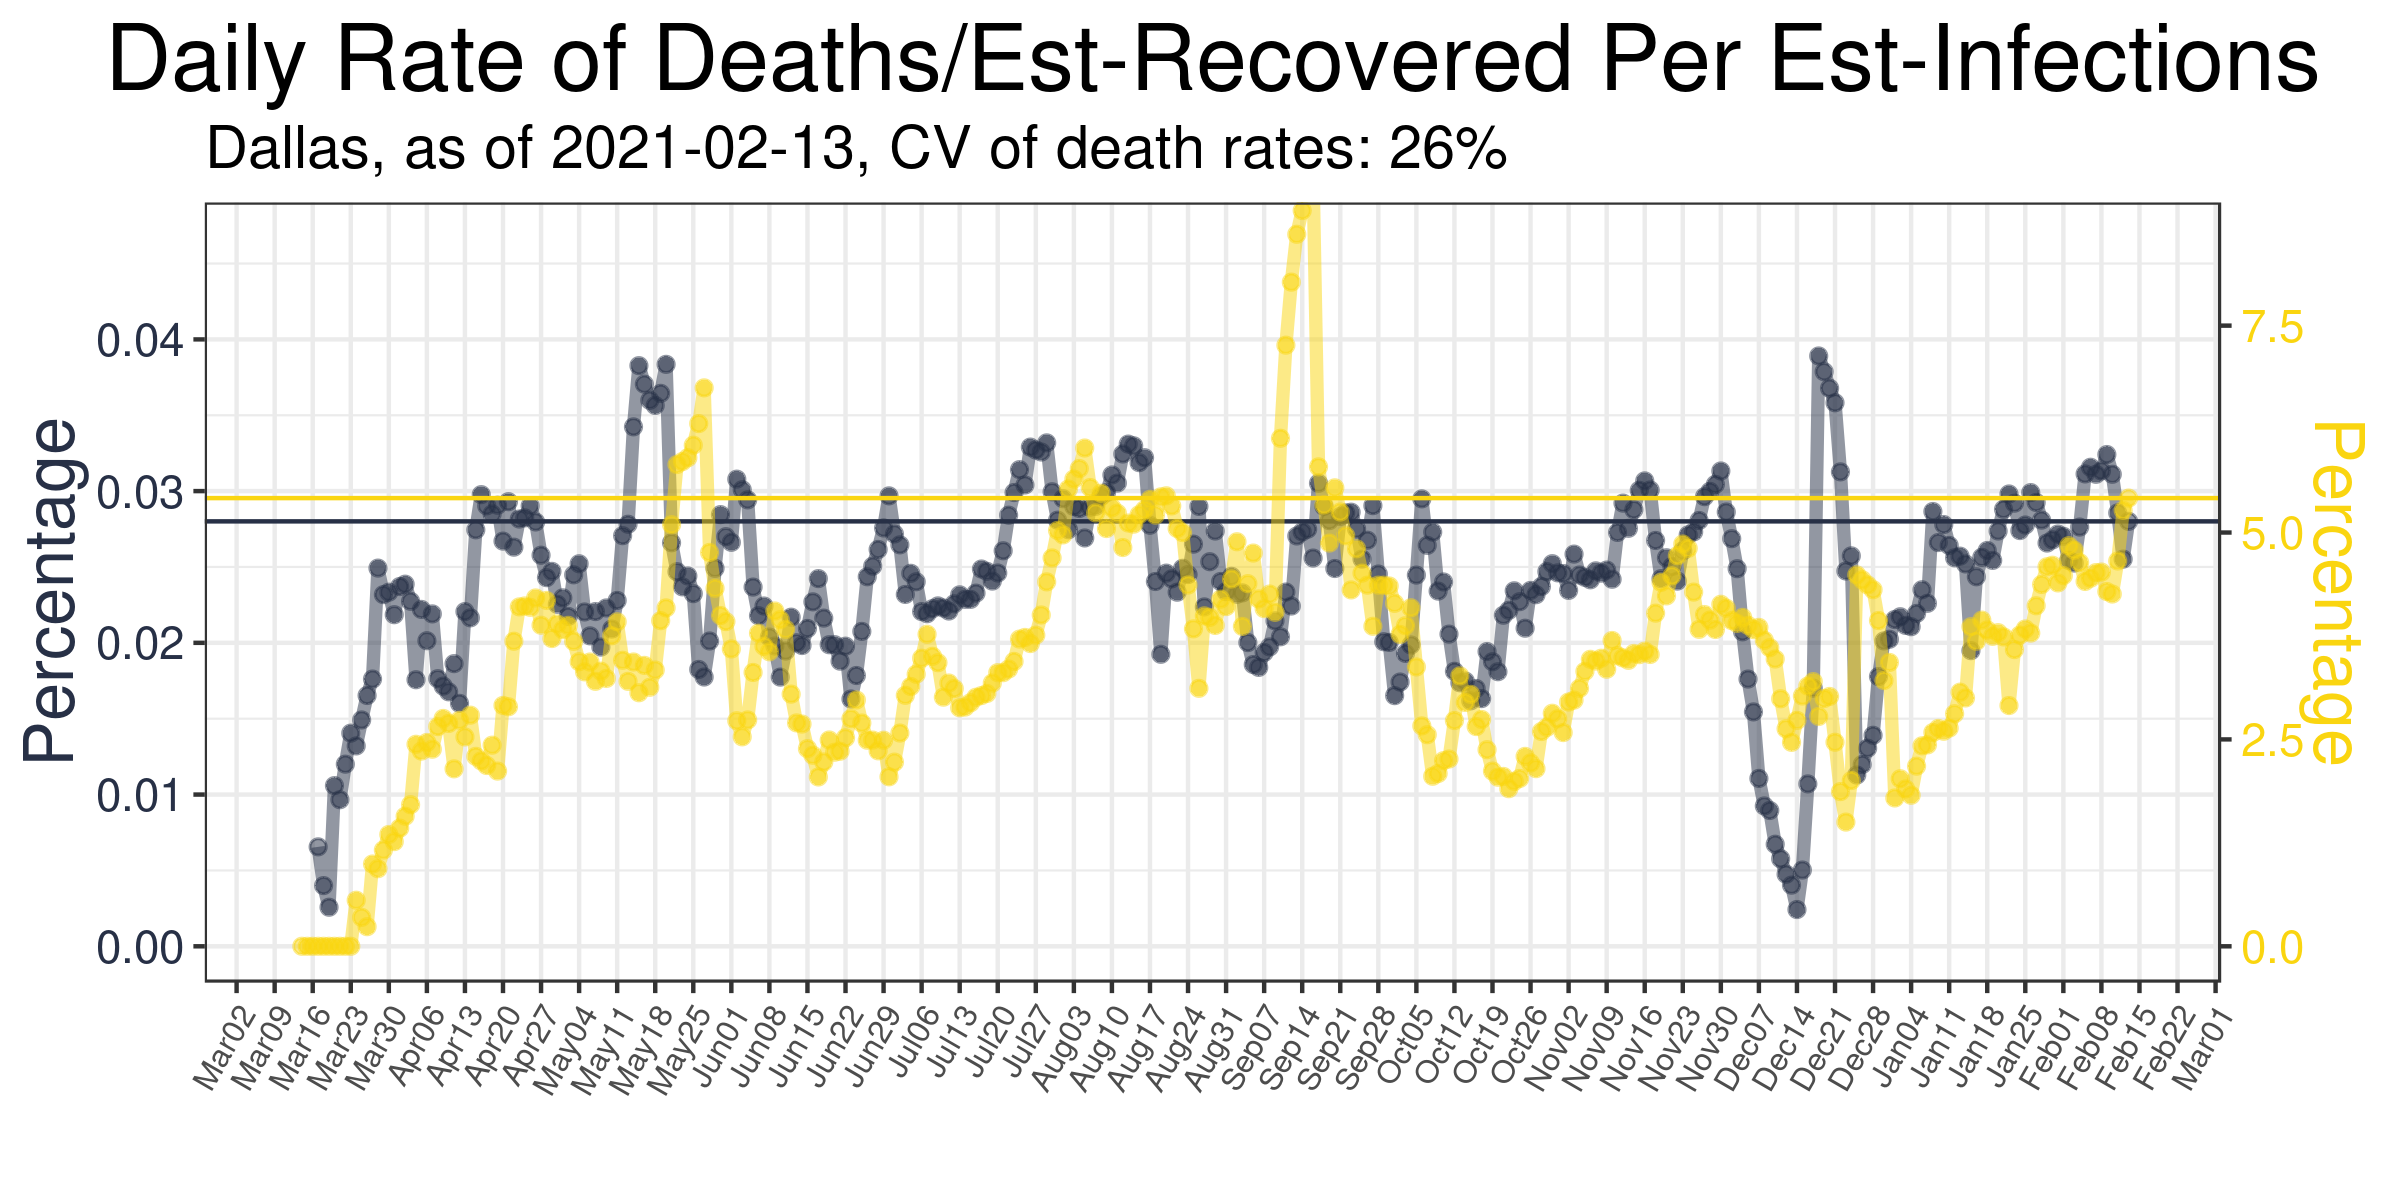 Daily Rate of Deaths/Est-Recovered Per Est-Infections
Dallas, as of 2021-02-13, CV of death rates: 26%
Percentage
0.04
0.03
0.02
0.01
0.00
7.5
5.0
2.5
0.0
Percentage
Mar02
Mar09
Mar16
Mar23
Mar30
Apr06
Apr13
Apr20
Apr27
May04
May11
May18
May25
Jun01
Jun08
Jun15
Jun22
Jun29
Jul06
Jul13
Jul20
Jul27
Aug03
Aug10
Aug17
Aug24
Aug31
Sep07
Sep14
Sep21
Sep28
Oct05
Oct12
Oct19
Oct26
Nov02
Nov09
Nov16
Nov23
Nov30
Dec07
Dec14
Dec21
Dec28
Jan04
Jan11
Jan18
Jan25
Feb01
Feb08
Feb15
Feb22
Mar01